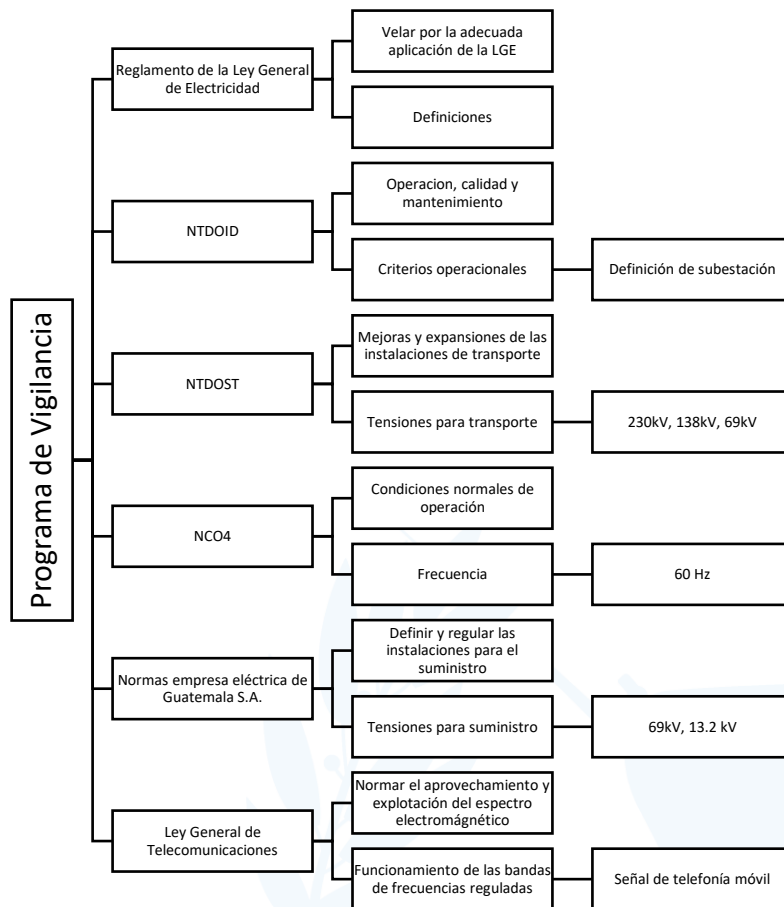 Programa de Vigilancia
Reglamento de la Ley General
de Electricidad
Velar por la adecuada
aplicación de la LGE
Definiciones
NTDOID
Operacion, calidad y
mantenimiento
Criterios operacionales
Definición de subestación
NTDOST
Mejoras y expansiones de las
instalaciones de transporte
Tensiones para transporte
230kV, 138kV, 69kV
NCO4
Condiciones normales de
operación
Frecuencia
60 Hz
Normas empresa eléctrica de
Guatemala S.A.
Definir y regular las
instalaciones para el
suministro
Tensiones para suministro
69kV, 13.2 kV
Ley General de
Telecomunicaciones
Normar el aprovechamiento y
explotación del espectro
electromágnético
Funcionamiento de las bandas
de frecuencias reguladas
Señal de telefonía móvil